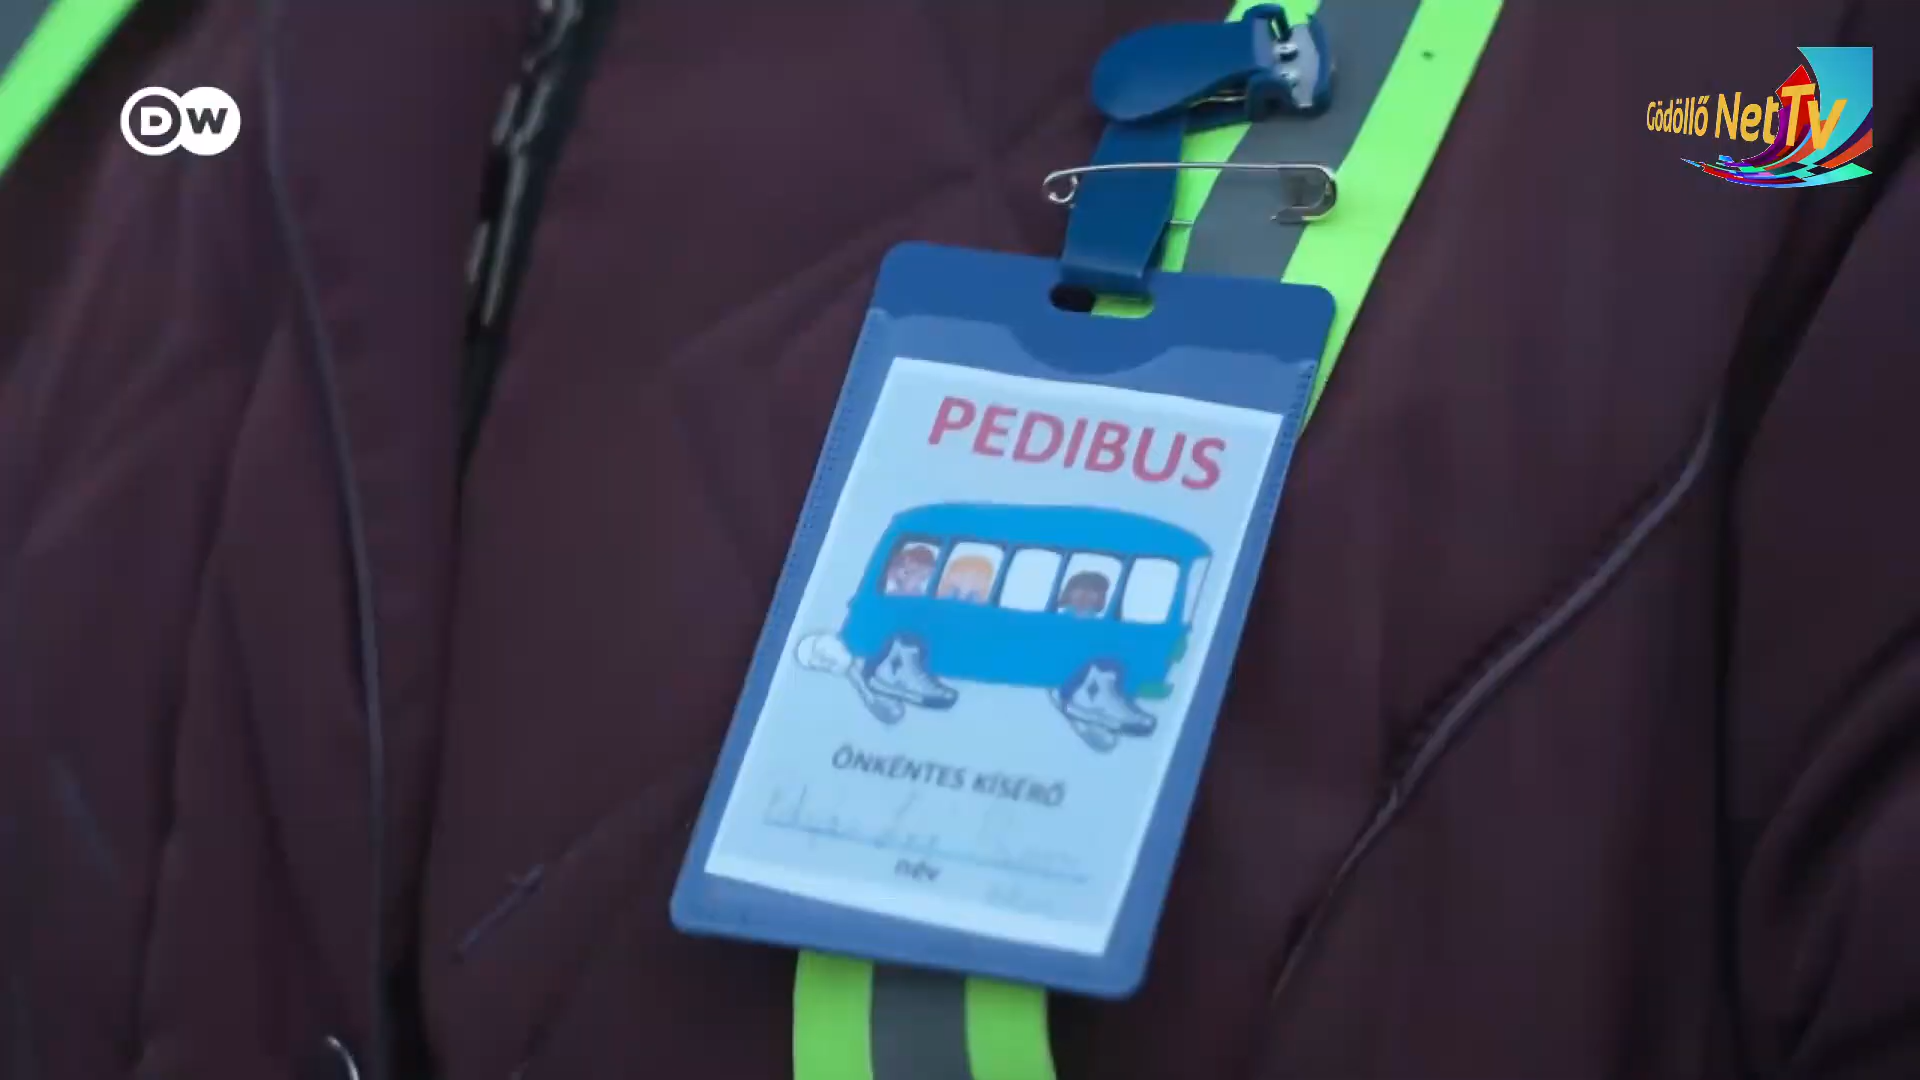 DW
Gödöllő NetTv
PEDIBUS
ÖNKÉNTES KÍSÉRŐ
név